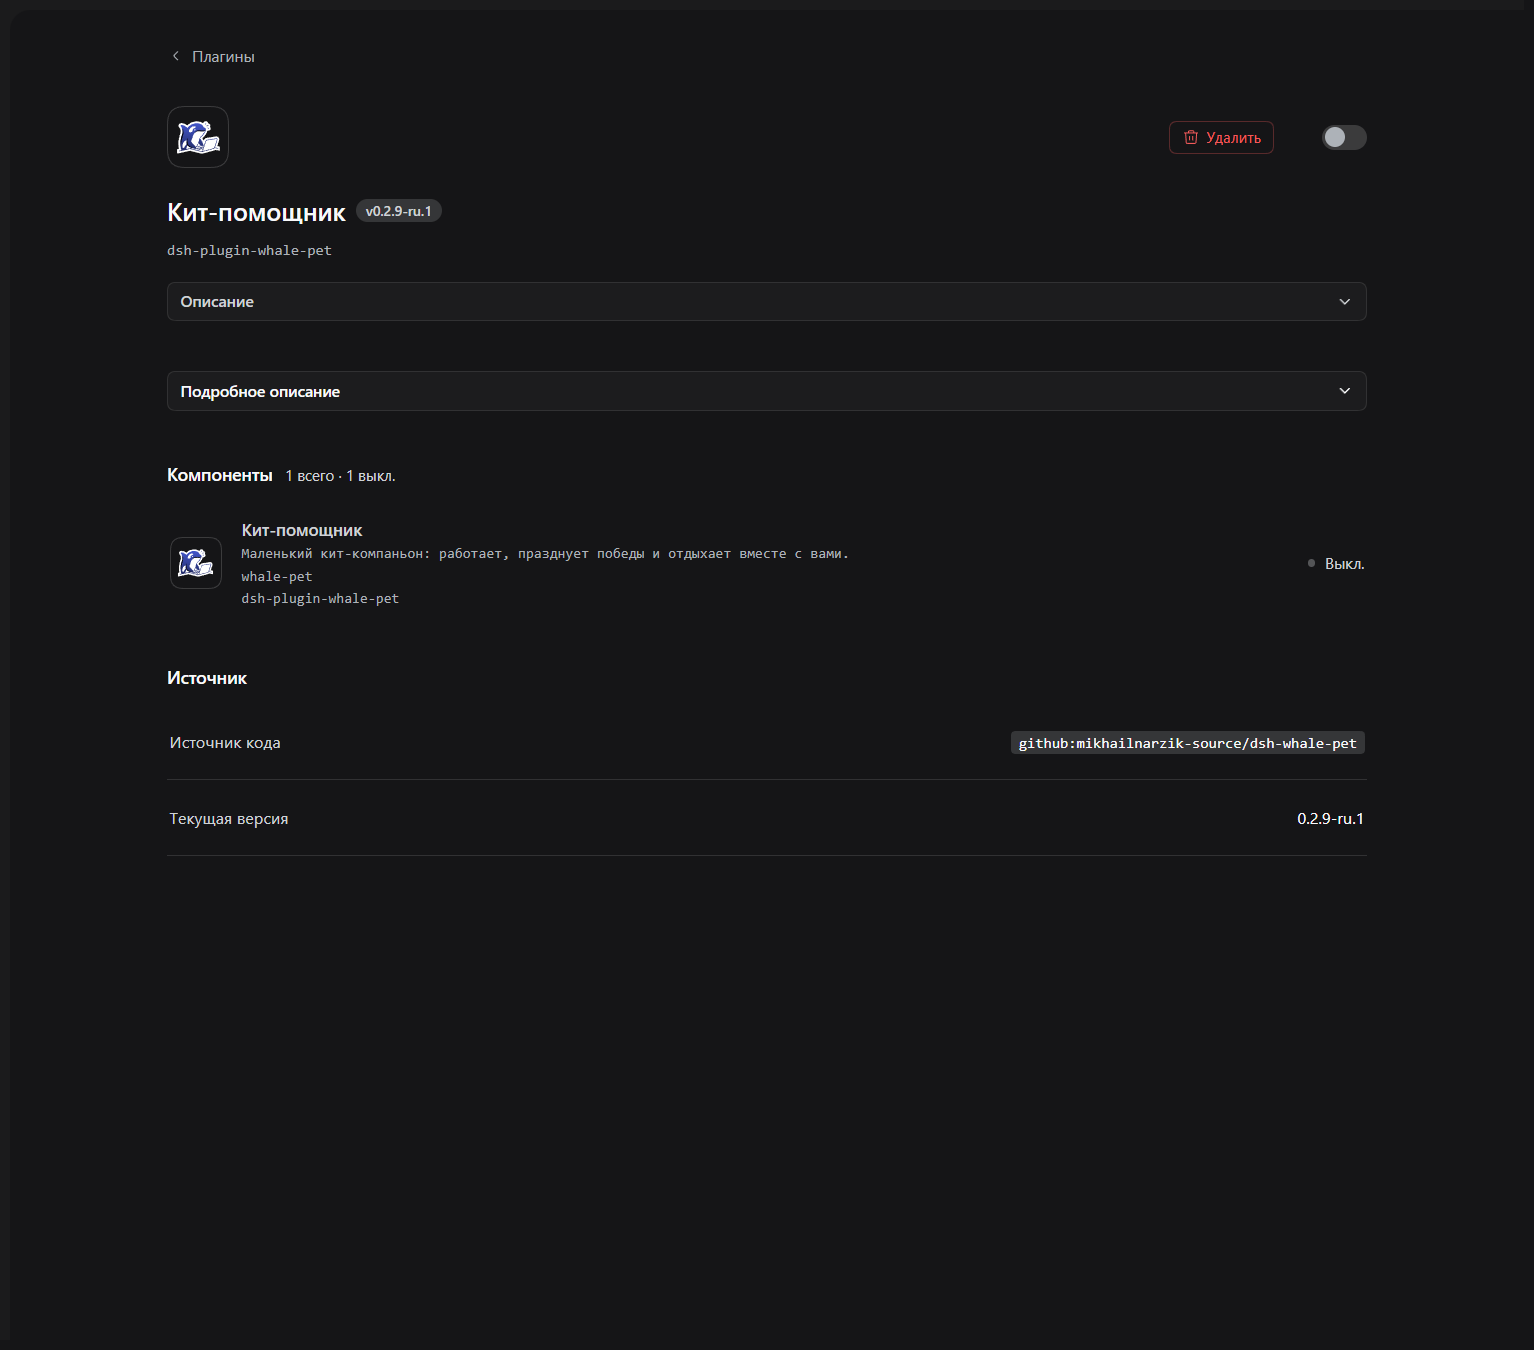 Плагины
Удалить
Кит-помощник v0.2.9-ru.1
dsh-plugin-whale-pet
Описание
Подробное описание
Компоненты 1 всего · 1 выкл.
Кит-помощник
Маленький кит-компаньон: работает, празднует победы и отдыхает вместе с вами.
whale-pet
dsh-plugin-whale-pet
Выкл.
Источник
Источник кода github:mikhailnarzik-source/dsh-whale-pet
Текущая версия 0.2.9-ru.1